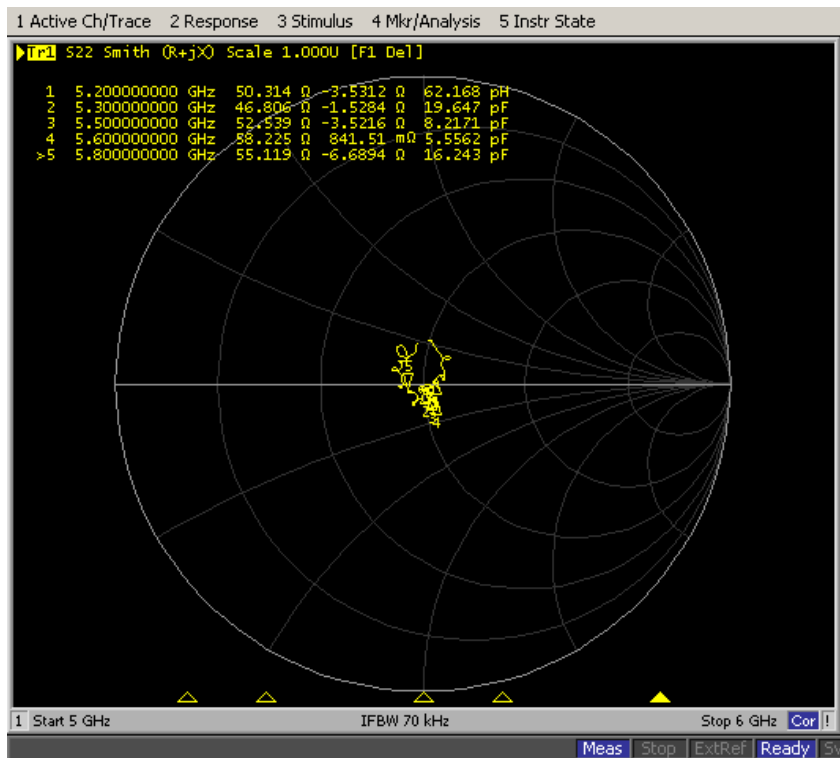 1 Active Ch/Trace 2 Response 3 Stimulus 4 Mkr/Analysis 5 Instr State
Tr1 S22 Smith (R+jX) Scale 1.000U [F1 Del]
1 5.200000000 GHz 50.314 Ω -3.5312 Ω 62.168 pH
2 5.300000000 GHz 46.806 Ω -1.5284 Ω 19.647 pF
3 5.500000000 GHz 52.539 Ω -3.5216 Ω 8.2171 pF
4 5.600000000 GHz 58.225 Ω 841.51 mΩ 5.5562 pF
>5 5.800000000 GHz 55.119 Ω -6.6894 Ω 16.243 pF
1 Start 5 GHz IFBW 70 kHz Stop 6 GHz Cor !
Meas Stop ExtRef Ready Sv